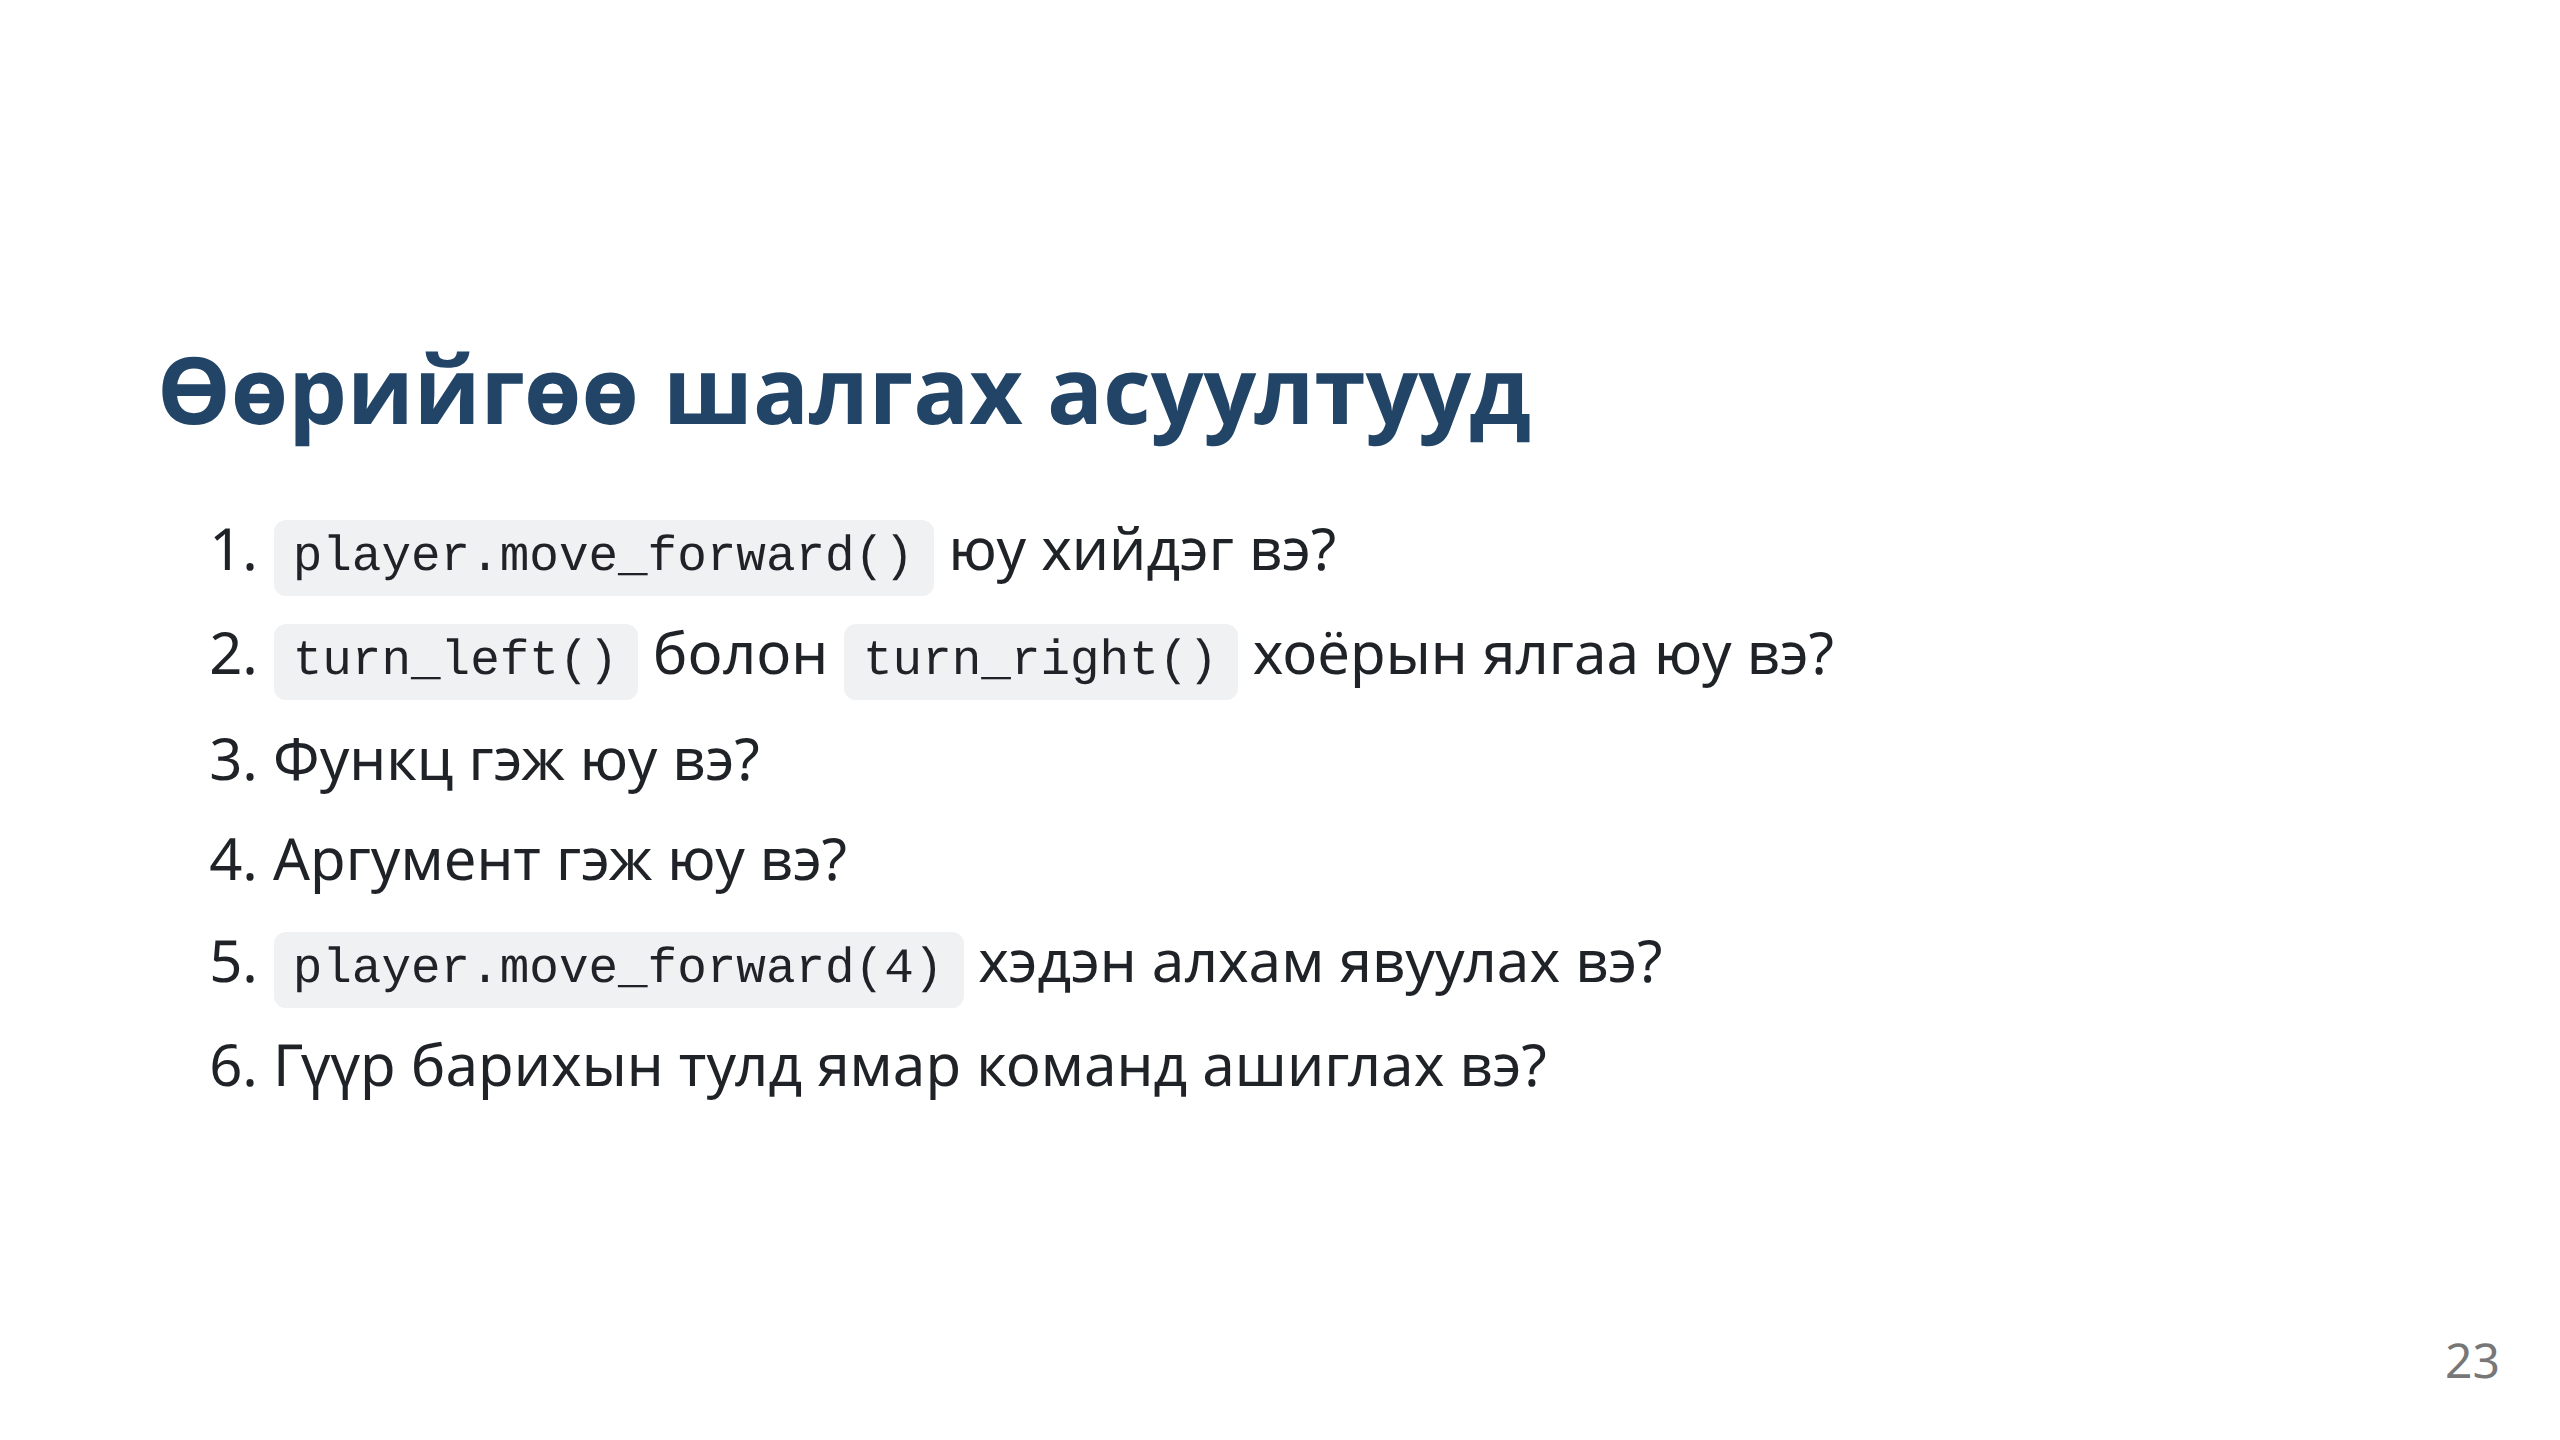 Өөрийгөө шалгах асуултууд
1. player.move_forward() юу хийдэг вэ?
2. turn_left() болон turn_right() хоёрын ялгаа юу вэ?
3. Функц гэж юу вэ?
4. Аргумент гэж юу вэ?
5. player.move_forward(4) хэдэн алхам явуулах вэ?
6. Гүүр барихын тулд ямар команд ашиглах вэ?
23